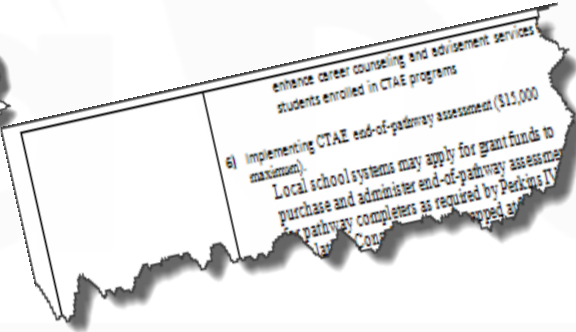 enhance career counseling and advisement services
students enrolled in CTAE programs
6) Implementing CTAE end-of-pathway assessment ($15,000
maximum).
Local school systems may apply for grant funds to
purchase and administer end-of-pathway
pathway completers as required by Perkins IV